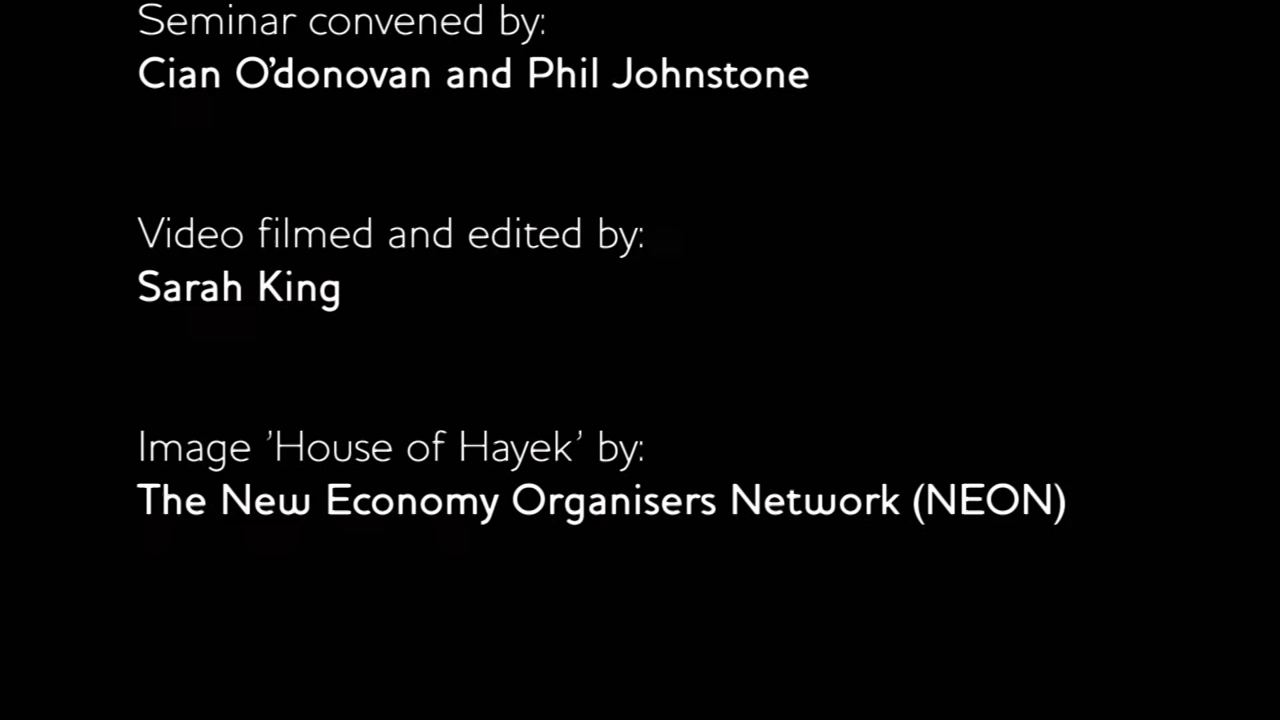 Seminar convened by:
Cian O’donovan and Phil Johnstone
Video filmed and edited by:
Sarah King
Image ’House of Hayek’ by:
The New Economy Organisers Network (NEON)